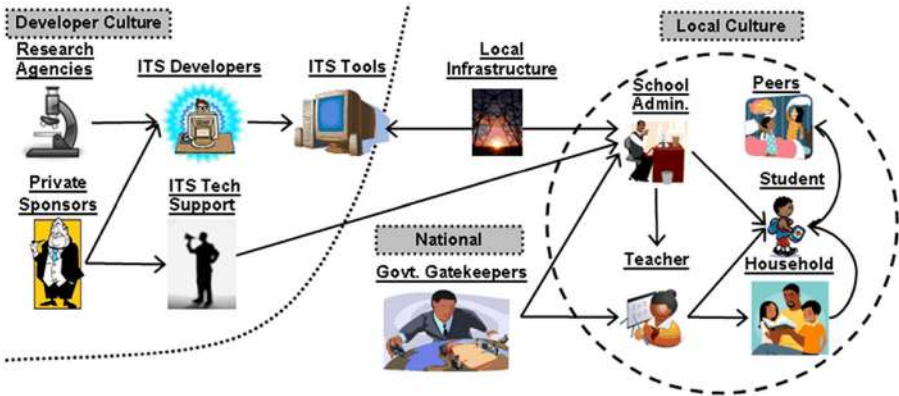 Developer Culture
Research
Agencies
ITS Developers
ITS Tools
Local
Infrastructure
Local Culture
School
Admin.
Peers
Private
Sponsors
ITS Tech
Support
Student
National
Govt. Gatekeepers
Teacher
Household